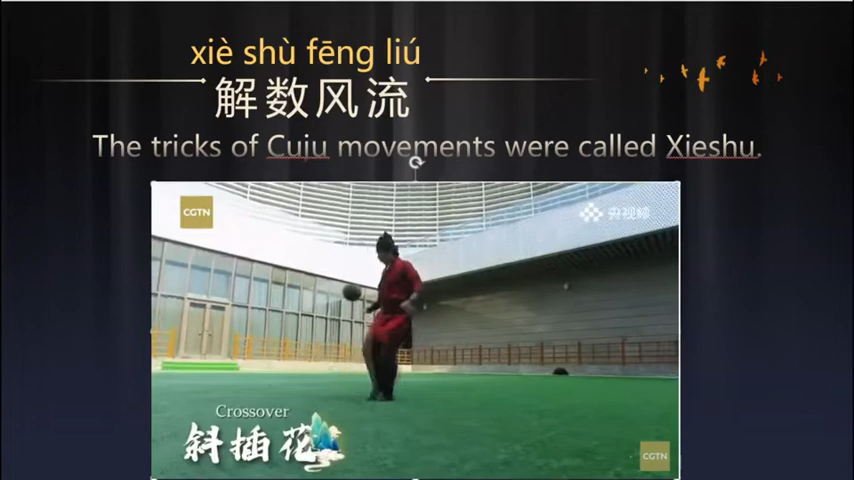 xiè shù fēng liú
解数风流
The tricks of Cuju movements were called Xieshu.
CGTN
央视频
Crossover
斜插花
CGTN